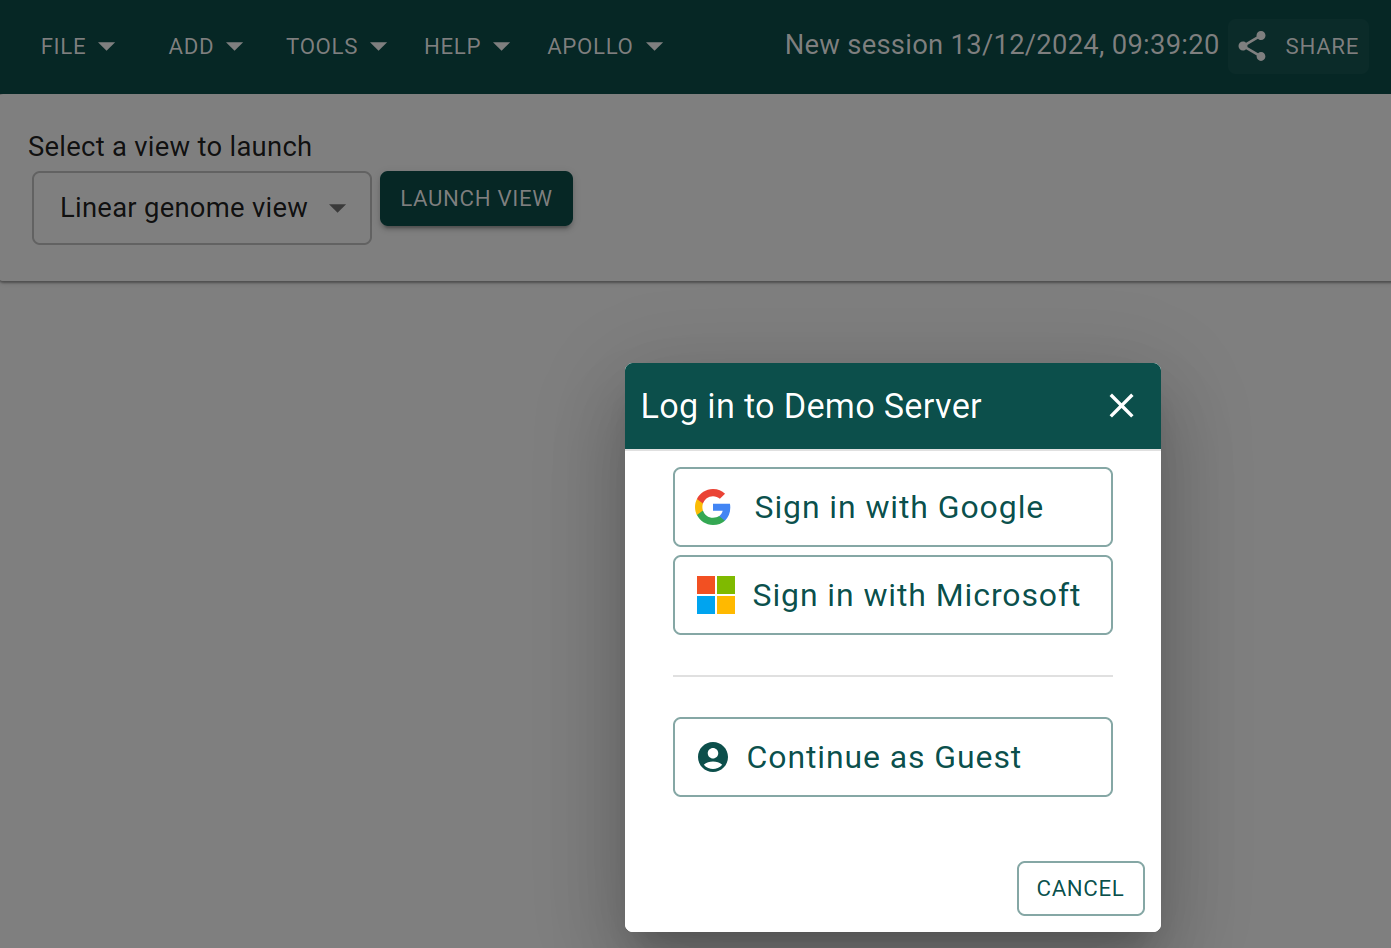 FILE ADD TOOLS HELP APOLLO New session 13/12/2024, 09:39:20 SHARE
Select a view to launch
Linear genome view LAUNCH VIEW
Log in to Demo Server
Sign in with Google
Sign in with Microsoft
Continue as Guest
CANCEL